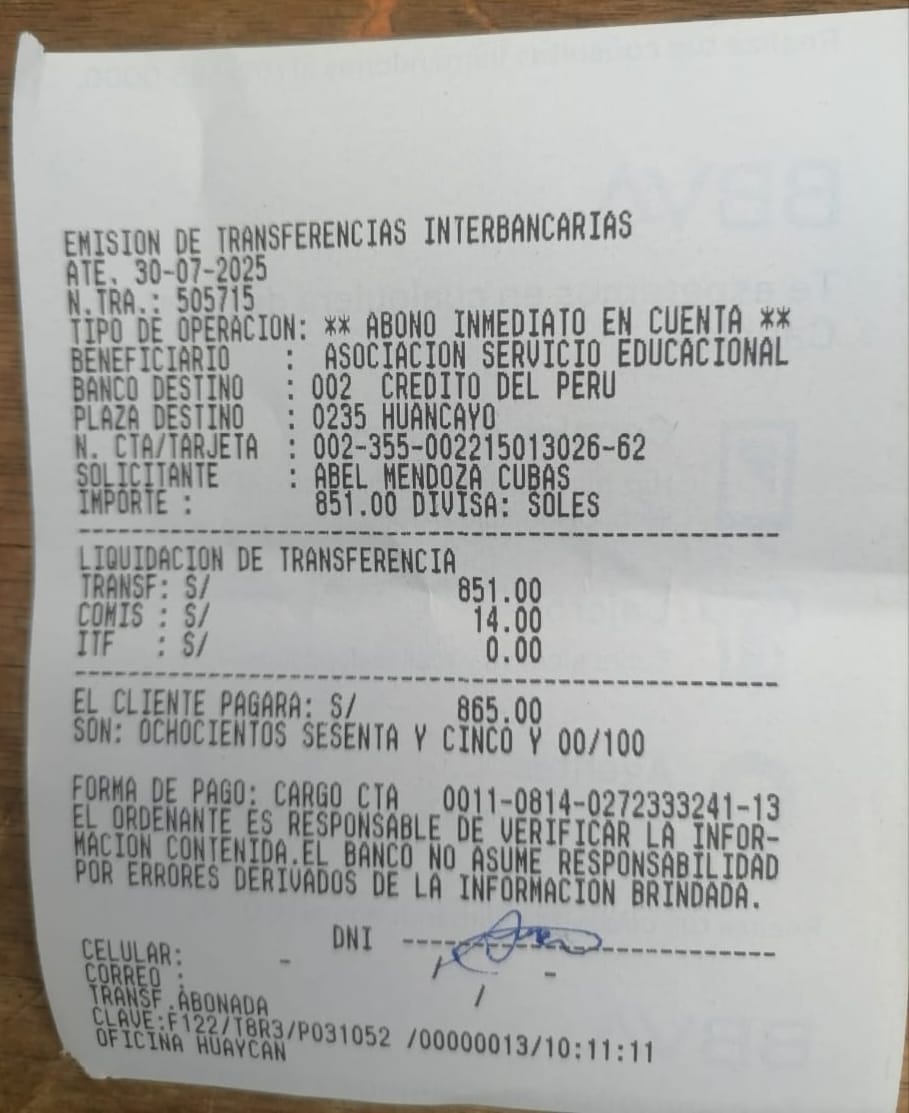 EMISION DE TRANSFERENCIAS INTERBANCARIAS
ATE, 30-07-2025
N.TRA.: 505715
TIPO DE OPERACION: ** ABONO INMEDIATO EN CUENTA **
BENEFICIARIO : ASOCIACION SERVICIO EDUCACIONAL
BANCO DESTINO : 002 CREDITO DEL PERU
PLAZA DESTINO : 0235 HUANCAYO
N. CTA/TARJETA : 002-355-002215013026-62
SOLICITANTE : ABEL MENDOZA CUBAS
IMPORTE : 851.00 DIVISA: SOLES
LIQUIDACION DE TRANSFERENCIA
TRANSF: S/ 851.00
COMIS : S/ 14.00
ITF : S/ 0.00
EL CLIENTE PAGARA: S/ 865.00
SON: OCHOCIENTOS SESENTA Y CINCO Y 00/100
FORMA DE PAGO: CARGO CTA 0011-0814-0272333241-13
EL ORDENANTE ES RESPONSABLE DE VERIFICAR LA INFOR-
MACION CONTENIDA.EL BANCO NO ASUME RESPONSABILIDAD
POR ERRORES DERIVADOS DE LA INFORMACION BRINDADA.
DNI
CELULAR: -
CORREO : -
TRANSF.ABONADA /
CLAVE:F122/T8R3/P031052 /00000013/10:11:11
OFICINA HUAYCAN